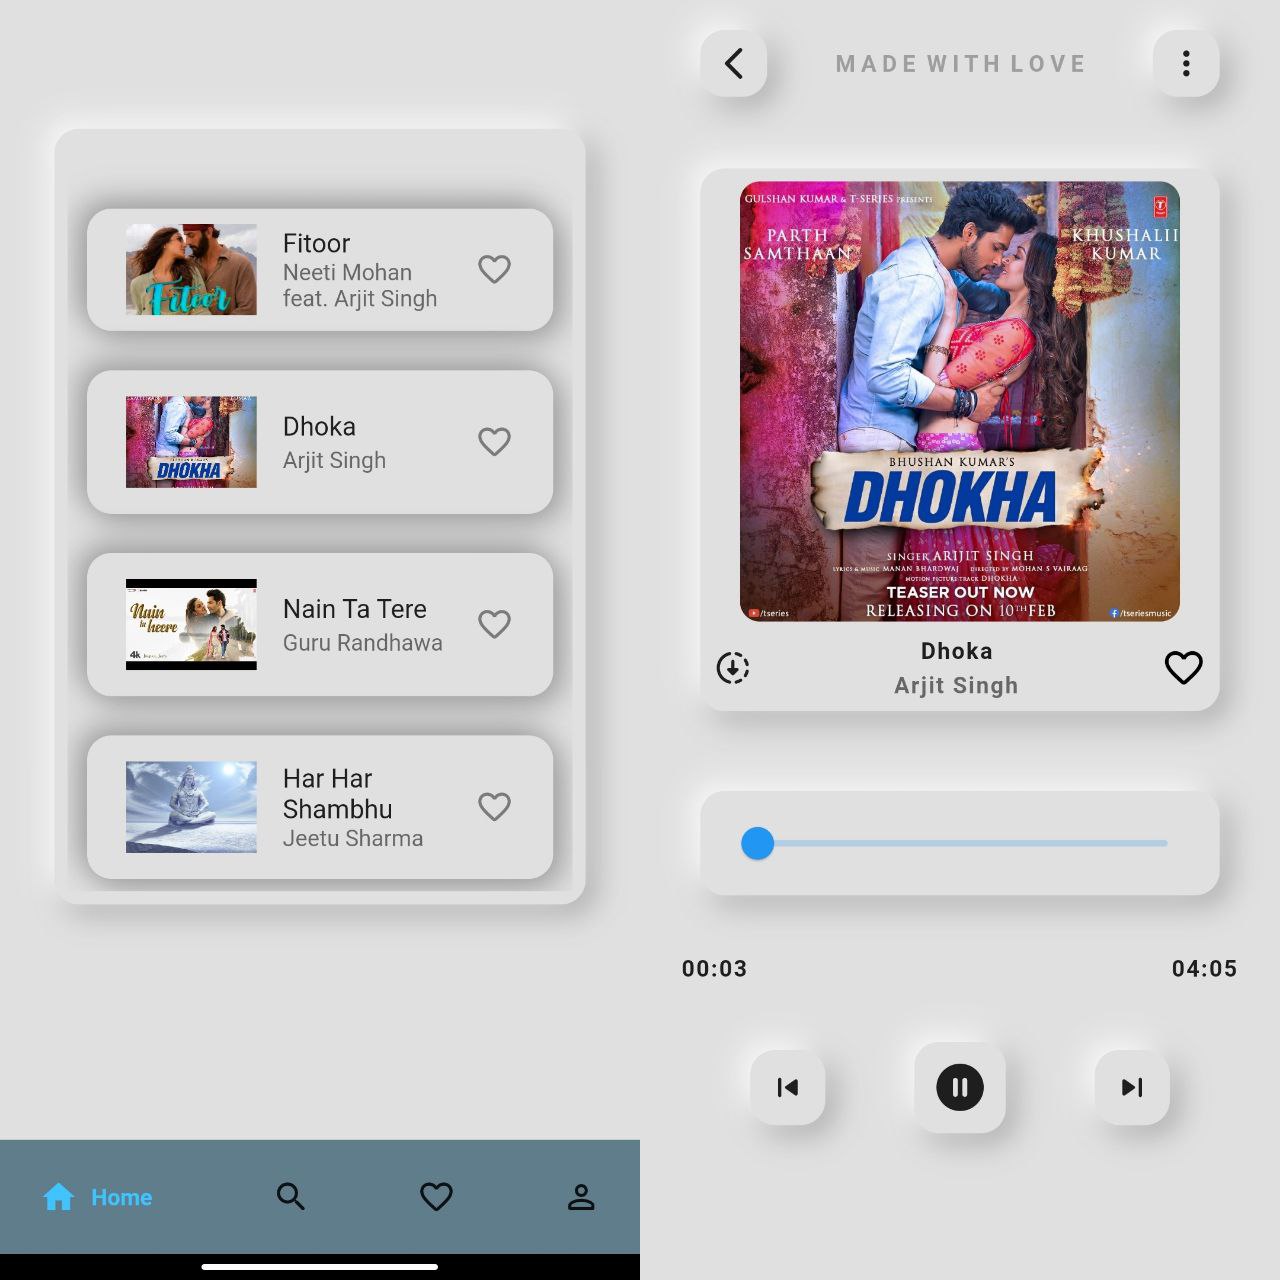 Fitoor
Fitoor
Neeti Mohan
feat. Arjit Singh
DHOKHA
Dhoka
Arjit Singh
Nain
ta heere
4k
Nain Ta Tere
Guru Randhawa
Har Har
Shambhu
Jeetu Sharma
Home
MADE WITH LOVE
GULSHAN KUMAR & T-SERIES PRESENTS
PARTH
SAMTHAAN
KHUSHALII
KUMAR
BHUSHAN KUMAR'S
DHOKHA
SINGER ARIJIT SINGH
LYRICS & MUSIC MANAN BHARDWAJ DIRECTED BY MOHAN S VAIRAAG
MOTION PICTURE TRACK DHOKHA
TEASER OUT NOW
RELEASING ON 10TH FEB
/tseries
/tseriesmusic
Dhoka
Arjit Singh
00:03
04:05